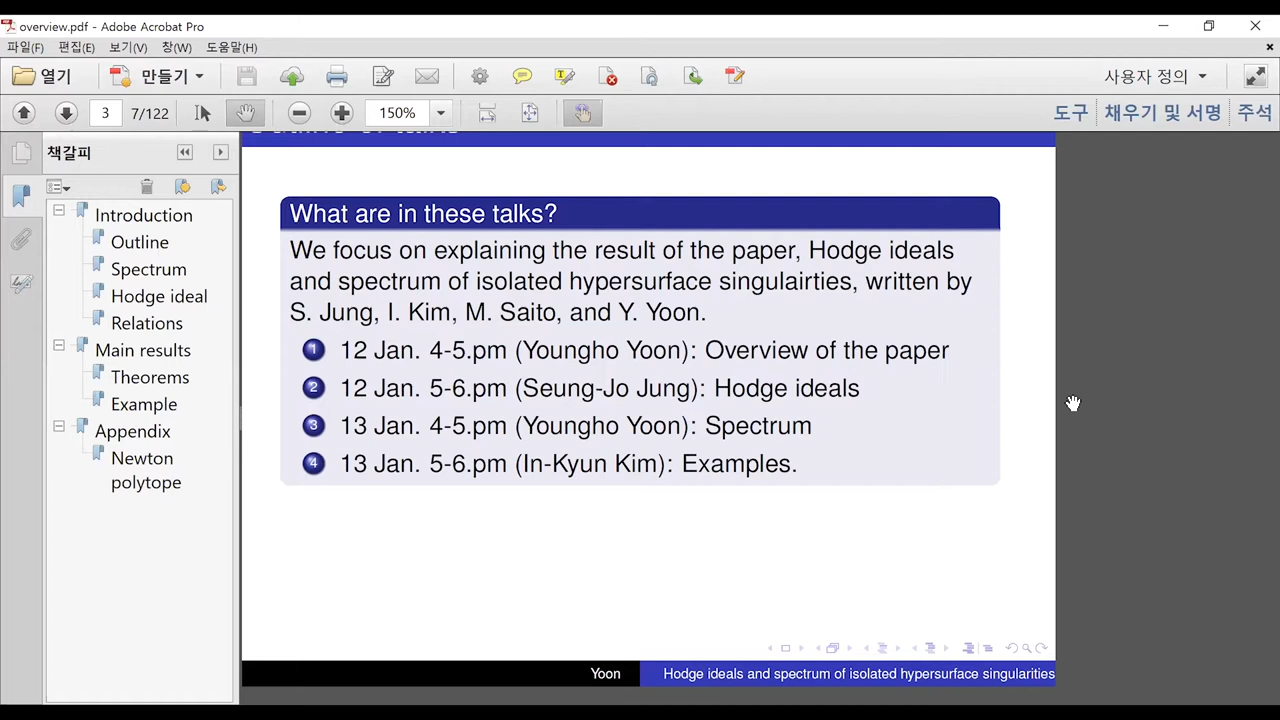 overview.pdf - Adobe Acrobat Pro
파일(F) 편집(E) 보기(V) 창(W) 도움말(H)
열기 만들기 사용자 정의
3 7/122 150% 도구 채우기 및 서명 주석
책갈피
Introduction
Outline
Spectrum
Hodge ideal
Relations
Main results
Theorems
Example
Appendix
Newton
polytope
What are in these talks?
We focus on explaining the result of the paper, Hodge ideals
and spectrum of isolated hypersurface singulairties, written by
S. Jung, I. Kim, M. Saito, and Y. Yoon.
1 12 Jan. 4-5.pm (Youngho Yoon): Overview of the paper
2 12 Jan. 5-6.pm (Seung-Jo Jung): Hodge ideals
3 13 Jan. 4-5.pm (Youngho Yoon): Spectrum
4 13 Jan. 5-6.pm (In-Kyun Kim): Examples.
Yoon Hodge ideals and spectrum of isolated hypersurface singularities